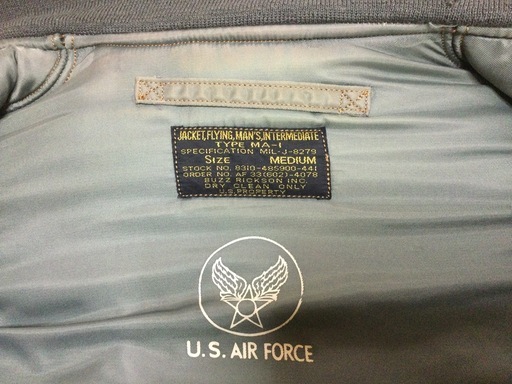 JACKET, FLYING, MAN'S, INTERMEDIATE
TYPE MA-1
SPECIFICATION MIL-J-8279
SIZE MEDIUM
STOCK NO. 8310-485900-441
ORDER NO. AF 33(602)-4078
BUZZ RICKSON INC.
DRY CLEAN ONLY
U.S. PROPERTY
U.S. AIR FORCE